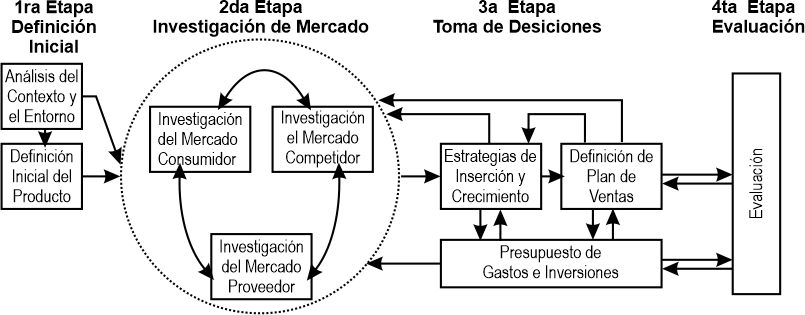 1ra Etapa
Definición
Inicial
2da Etapa
Investigación de Mercado
3a Etapa
Toma de Desiciones
4ta Etapa
Evaluación
Análisis del
Contexto y
el Entorno
Definición
Inicial del
Producto
Investigación
del Mercado
Consumidor
Investigación
el Mercado
Competidor
Investigación
del Mercado
Proveedor
Estrategias de
Inserción y
Crecimiento
Definición de
Plan de
Ventas
Presupuesto de
Gastos e Inversiones
Evaluación